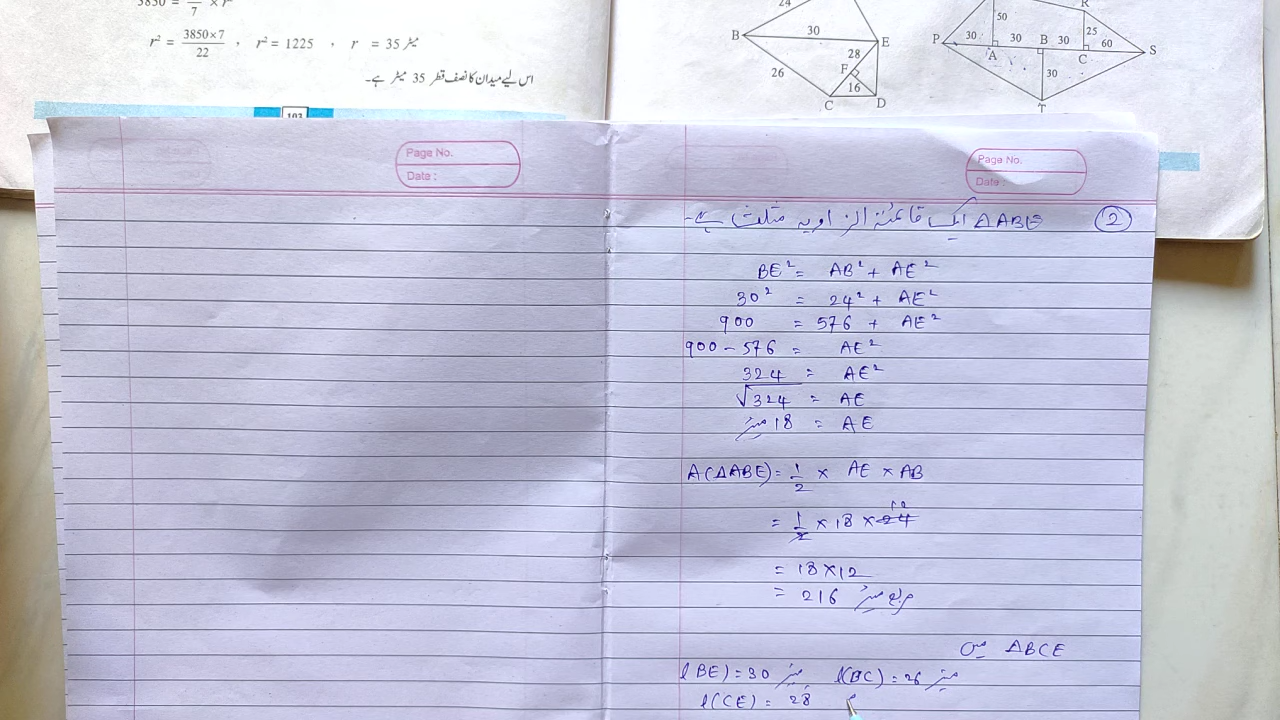 3850 = 22/7 × r²
r² = 3850×7/22 , r² = 1225 , r = 35 میٹر
اس لیے میدان کا نصف قطر 35 میٹر ہے۔
103
24
B 30 E
28
F
26 16
C D
R
50
25
P 30 30 B 30 60 S
A C
30
T
Page No.
Date :
Page No.
Date :
② ΔABE ایک قائمۃ الزاویہ مثلث ہے۔
BE² = AB² + AE²
30² = 24² + AE²
900 = 576 + AE²
900 - 576 = AE²
324 = AE²
√324 = AE
18 میٹر = AE
A(ΔABE) = 1/2 × AE × AB
= 1/2 × 18 × 24 12
= 18×12
= 216 مربع میٹر
ΔBCE میں
l(BE) = 30 میٹر l(BC) = 26 میٹر
l(CE) = 28 م